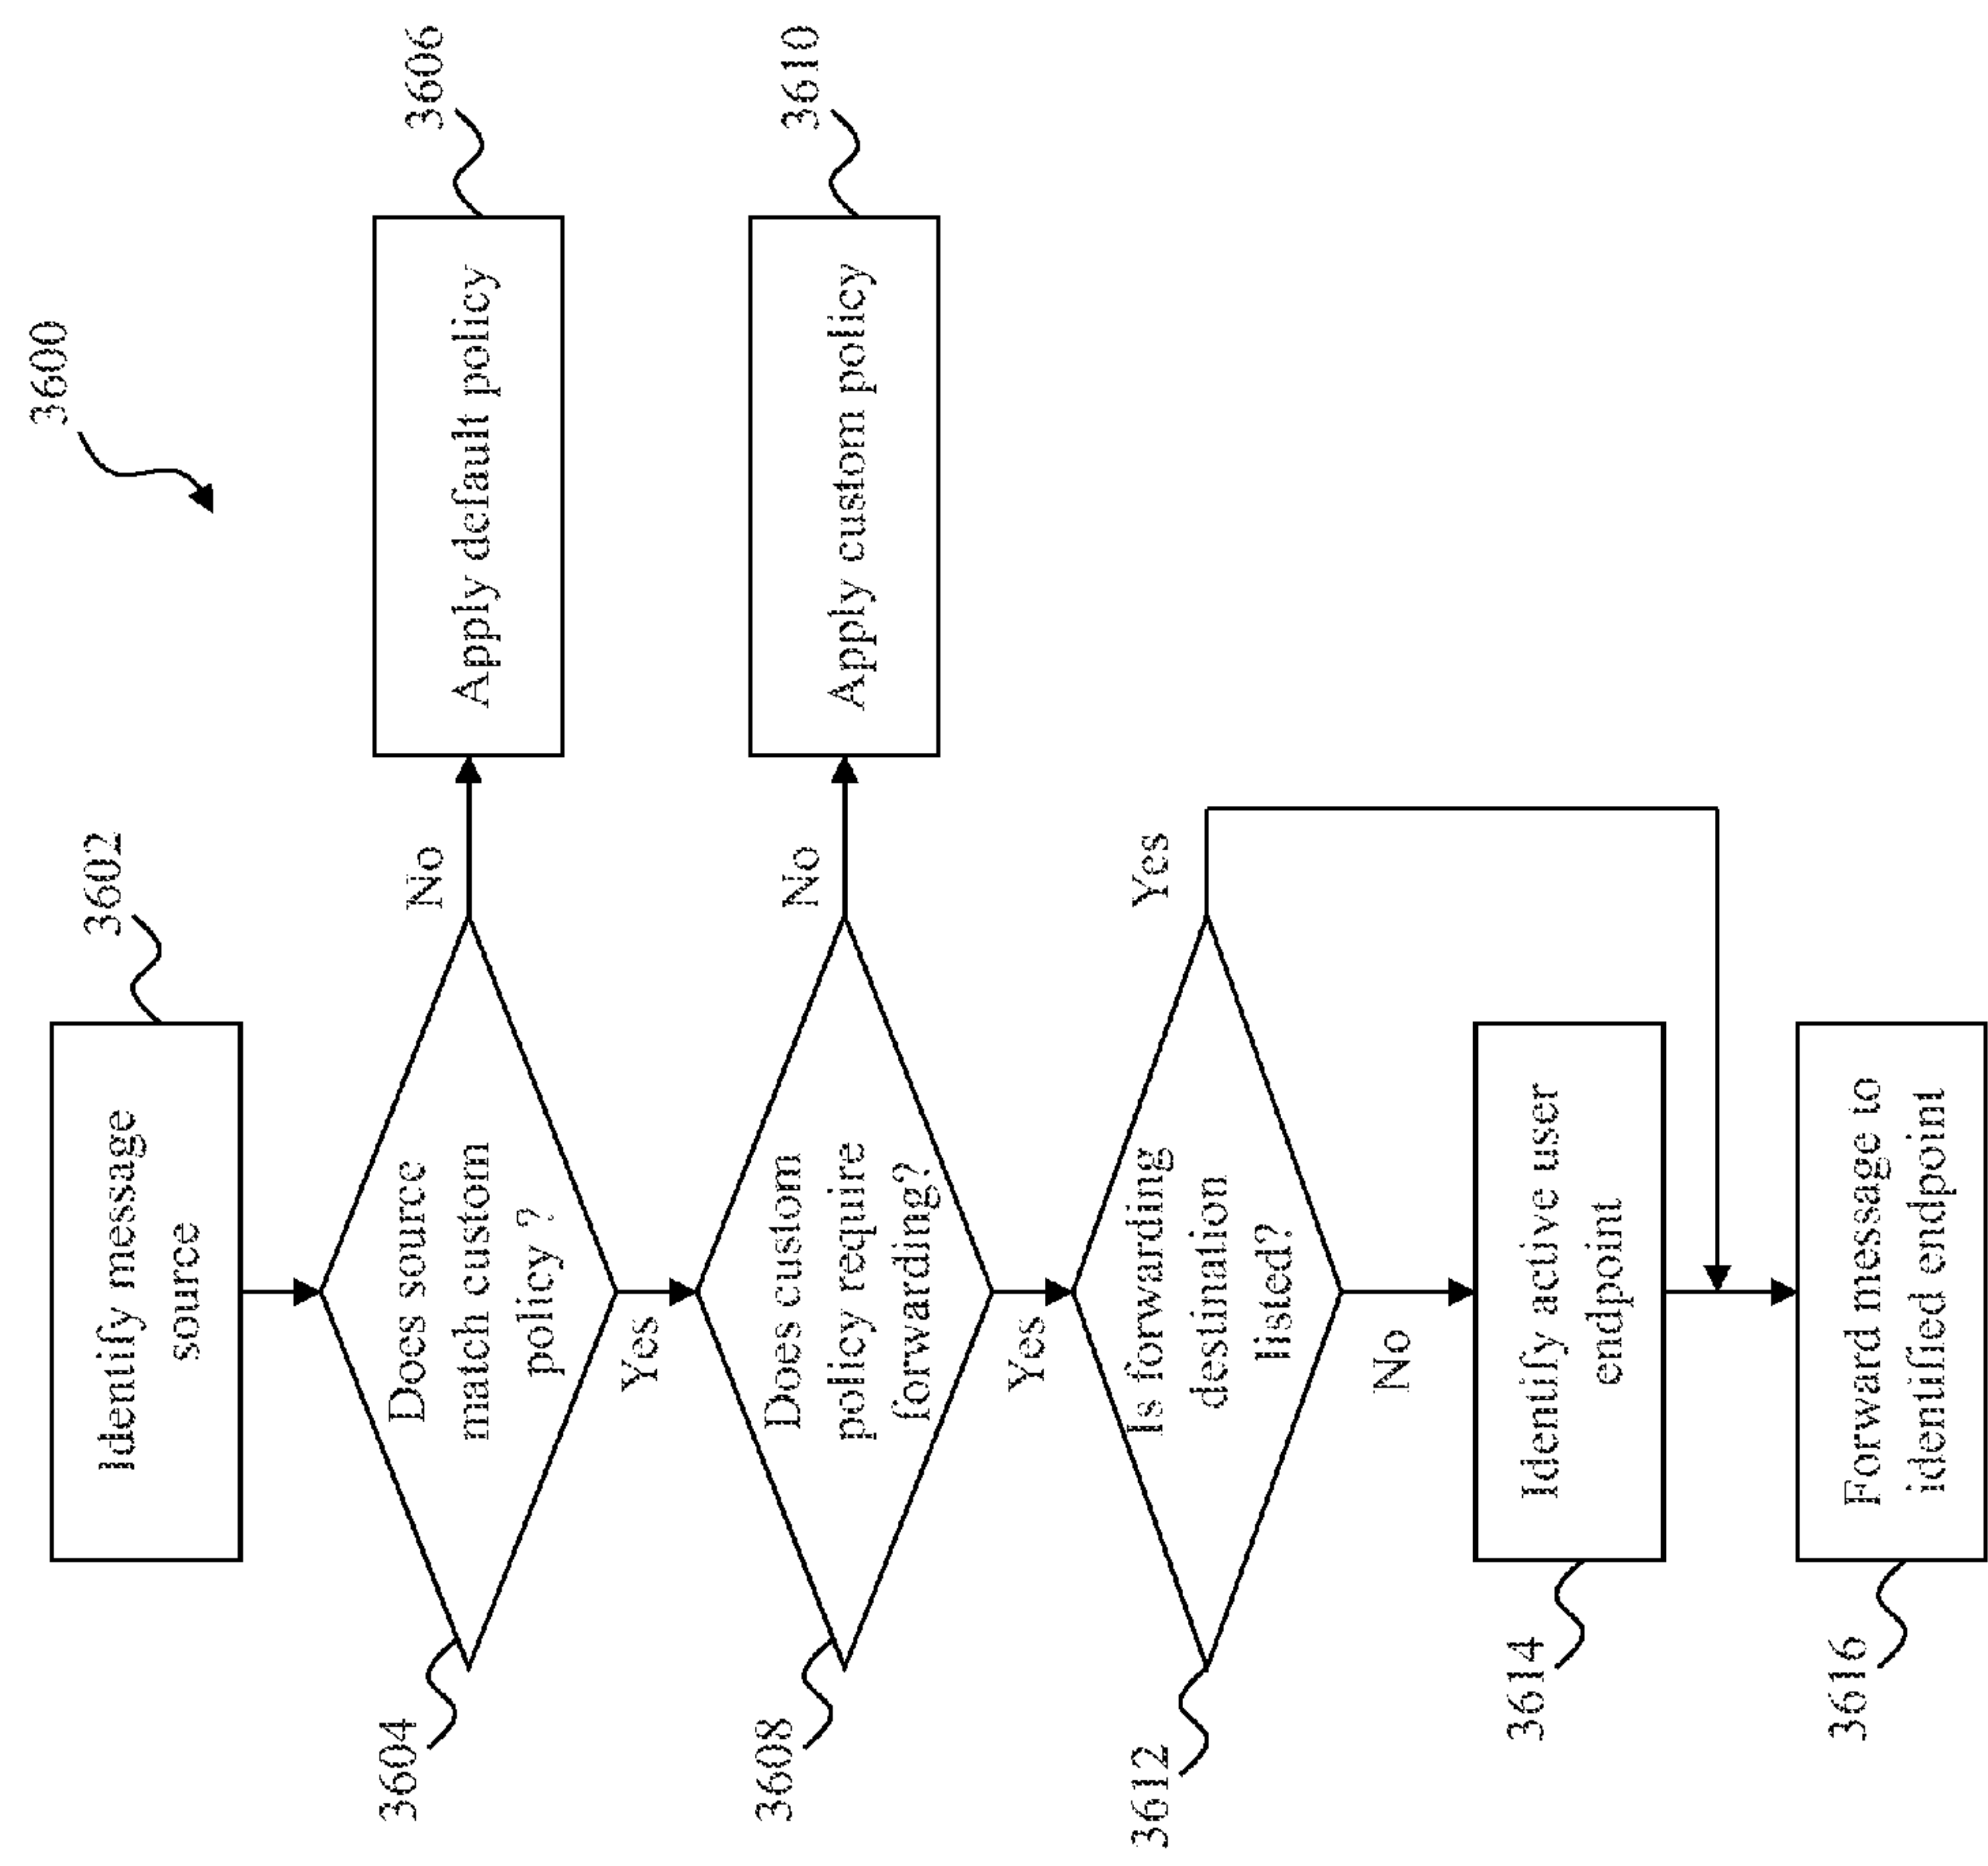 3600
3602
Identify message
source
3604
Does source
match custom
policy ?
No
3606
Apply default policy
Yes
3608
Does custom
policy require
forwarding?
No
3610
Apply custom policy
Yes
3612
Is forwarding
destination
listed?
Yes
No
3614
Identify active user
endpoint
3616
Forward message to
identified endpoint